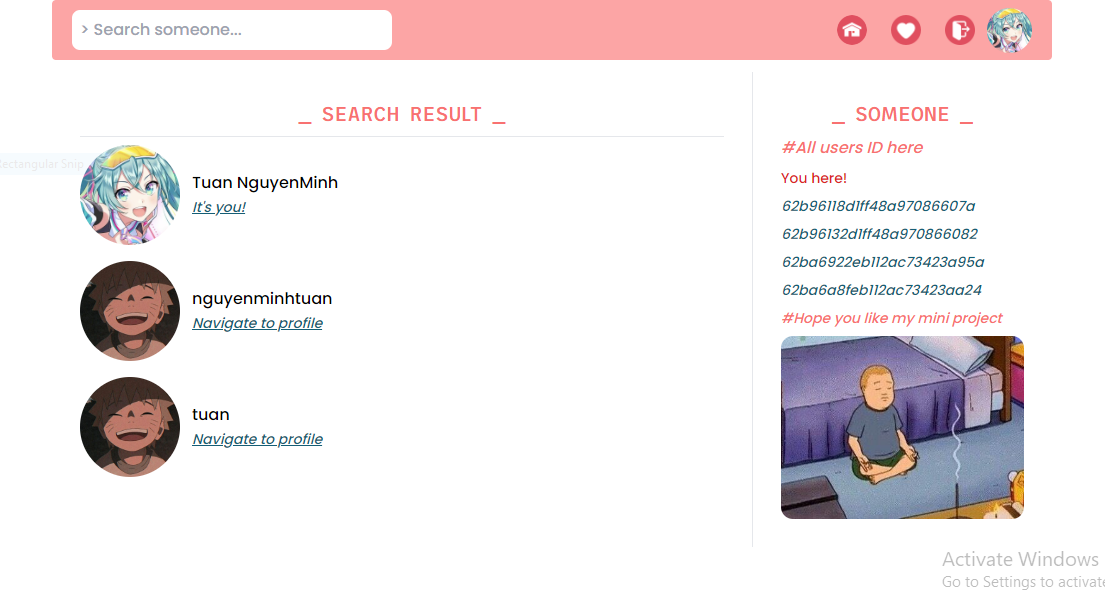 > Search someone...
_ SEARCH RESULT _
Rectangular Snip
Tuan NguyenMinh
It's you!
nguyenminhtuan
Navigate to profile
tuan
Navigate to profile
_ SOMEONE _
#All users ID here
You here!
62b96118d1ff48a97086607a
62b96132d1ff48a970866082
62ba6922eb112ac73423a95a
62ba6a8feb112ac73423aa24
#Hope you like my mini project
Activate Windows
Go to Settings to activate